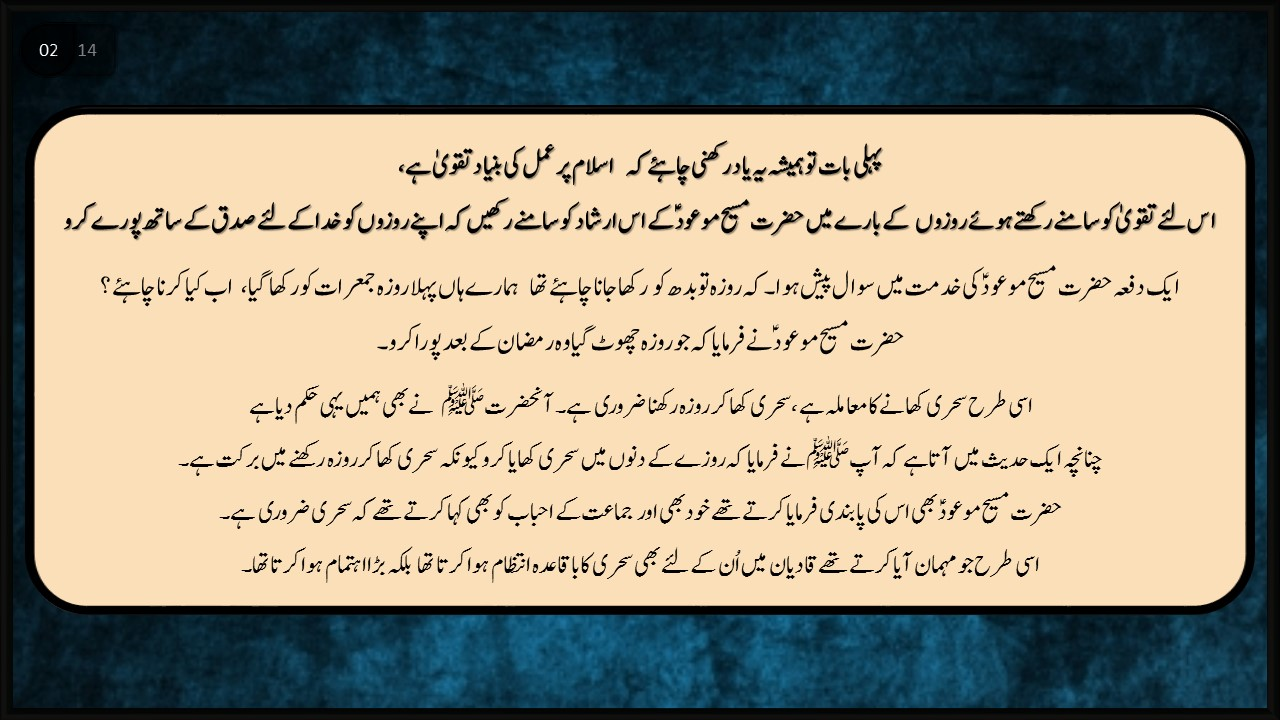 02 14
پہلی بات تو ہمیشہ یہ یاد رکھنی چاہئے کہ اسلام پر عمل کی بنیاد تقویٰ ہے،
اس لئے تقویٰ کو سامنے رکھتے ہوئے روزوں کے بارے میں حضرت مسیح موعودؑ کے اس ارشاد کو سامنے رکھیں کہ اپنے روزوں کو خدا کے لئے صدق کے ساتھ پورے کرو
ایک دفعہ حضرت مسیح موعودؑ کی خدمت میں سوال پیش ہوا۔ کہ روزہ تو بدھ کو رکھا جانا چاہئے تھا ہمارے ہاں پہلا روزہ جمعرات کو رکھا گیا، اب کیا کرنا چاہئے؟
حضرت مسیح موعودؑ نے فرمایا کہ جو روزہ چھوٹ گیا وہ رمضان کے بعد پورا کرو۔
اسی طرح سحری کھانے کا معاملہ ہے، سحری کھا کر روزہ رکھنا ضروری ہے۔ آنحضرت ﷺ نے بھی ہمیں یہی حکم دیا ہے
چنانچہ ایک حدیث میں آتا ہے کہ آپ ﷺ نے فرمایا کہ روزے کے دنوں میں سحری کھایا کرو کیونکہ سحری کھا کر روزہ رکھنے میں برکت ہے۔
حضرت مسیح موعودؑ بھی اس کی پابندی فرمایا کرتے تھے خود بھی اور جماعت کے احباب کو بھی کہا کرتے تھے کہ سحری ضروری ہے۔
اسی طرح جو مہمان آیا کرتے تھے قادیان میں اُن کے لئے بھی سحری کا باقاعدہ انتظام ہوا کرتا تھا بلکہ بڑا اہتمام ہوا کرتا تھا۔